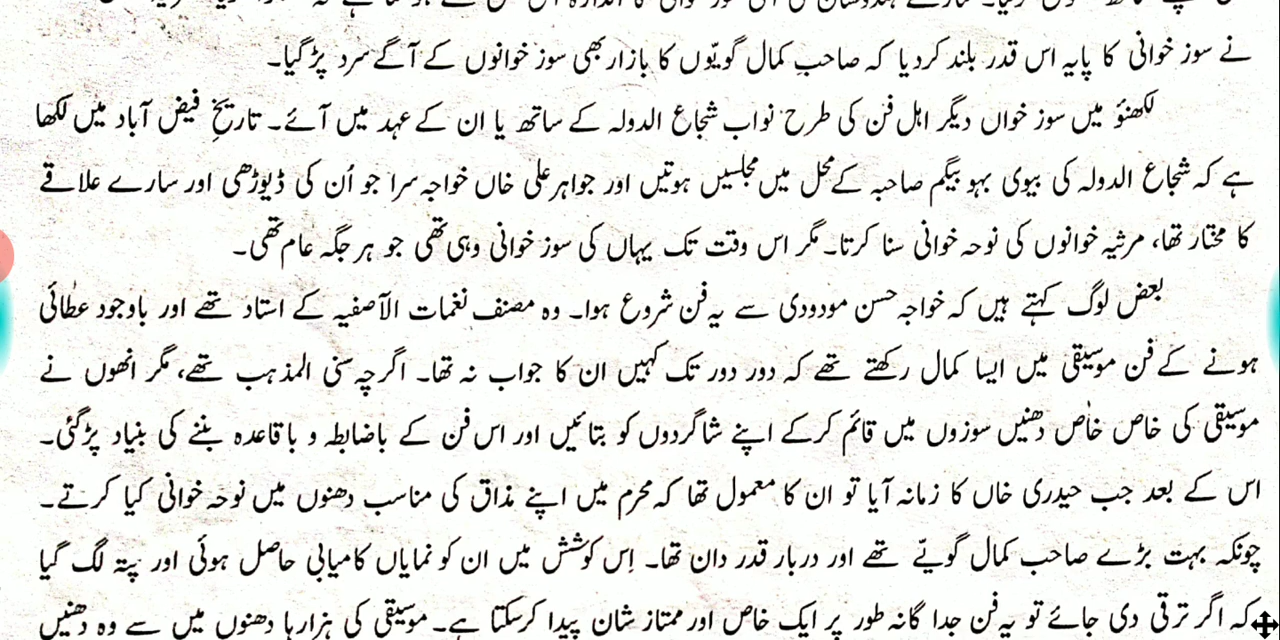 نے سوز خوانی کا پایہ اس قدر بلند کردیا کہ صاحبِ کمال گویّوں کا بازار بھی سوز خوانوں کے آگے سرد پڑ گیا۔
لکھنؤ میں سوز خواں دیگر اہل فن کی طرح نواب شجاع الدولہ کے ساتھ یا ان کے عہد میں آئے۔ تاریخِ فیض آباد میں لکھا
ہے کہ شجاع الدولہ کی بیوی بہو بیگم صاحبہ کے محل میں مجلسیں ہوتیں اور جواہر علی خاں خواجہ سرا جو اُن کی ڈیوڑھی اور سارے علاقے
کا مختار تھا، مرثیہ خوانوں کی نوحہ خوانی سنا کرتا۔ مگر اس وقت تک یہاں کی سوز خوانی وہی تھی جو ہر جگہ عام تھی۔
بعض لوگ کہتے ہیں کہ خواجہ حسن مودودی سے یہ فن شروع ہوا۔ وہ مصنف نغمات الآصفیہ کے استاد تھے اور باوجود عطائی
ہونے کے فن موسیقی میں ایسا کمال رکھتے تھے کہ دور دور تک کہیں ان کا جواب نہ تھا۔ اگرچہ سنی المذہب تھے، مگر انھوں نے
موسیقی کی خاص خاص دھنیں سوزوں میں قائم کرکے اپنے شاگردوں کو بتائیں اور اس فن کے باضابطہ و باقاعدہ بننے کی بنیاد پڑ گئی۔
اس کے بعد جب حیدری خاں کا زمانہ آیا تو ان کا معمول تھا کہ محرم میں اپنے مذاق کی مناسب دھنوں میں نوحہ خوانی کیا کرتے۔
چونکہ بہت بڑے صاحب کمال گویّے تھے اور دربار قدر دان تھا۔ اِس کوشش میں ان کو نمایاں کامیابی حاصل ہوئی اور پتہ لگ گیا
کہ اگر ترقی دی جائے تو یہ فن جدا گانہ طور پر ایک خاص اور ممتاز شان پیدا کرسکتا ہے۔ موسیقی کی ہزارہا دھنوں میں سے وہ دھنیں